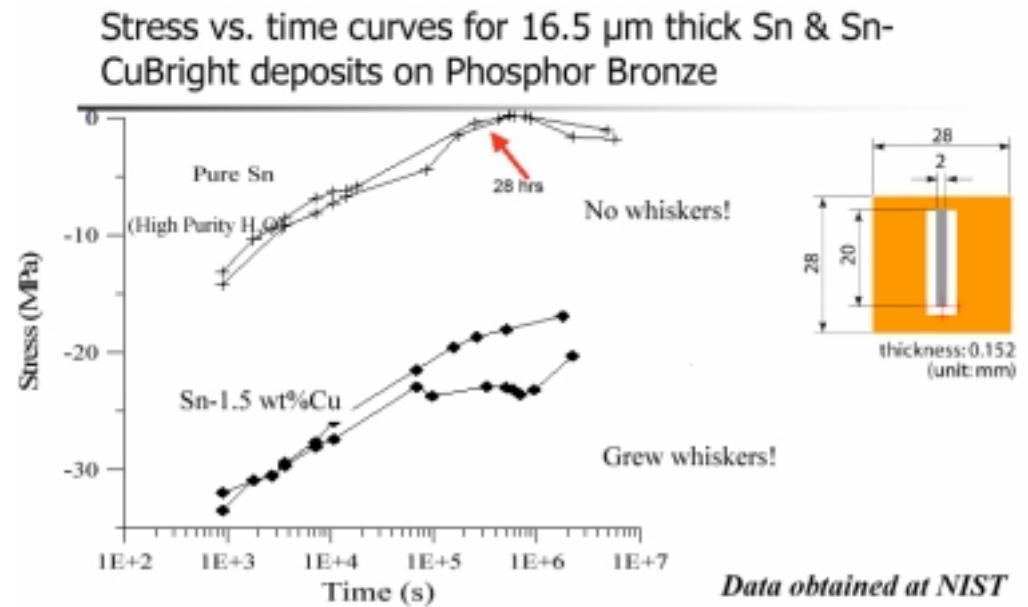 Stress vs. time curves for 16.5 µm thick Sn & Sn-
CuBright deposits on Phosphor Bronze
0
-10
-20
-30
Stress (MPa)
Pure Sn
(High Purity H2O)
28 hrs
No whiskers!
Sn-1.5 wt%Cu
Grew whiskers!
1E+2 1E+3 1E+4 1E+5 1E+6 1E+7
Time (s)
28
2
28
20
thickness: 0.152
(unit: mm)
Data obtained at NIST